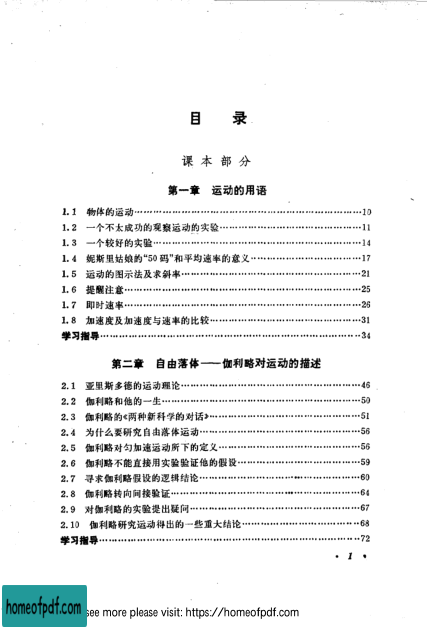 目 录
课本部分
第一章 运动的用语
1.1 物体的运动……10
1.2 一个不太成功的观察运动的实验……11
1.3 一个较好的实验……14
1.4 妮斯里姑娘的“50 码”和平均速率的意义……17
1.5 运动的图示法及求斜率……21
1.6 提醒注意……25
1.7 即时速率……26
1.8 加速度及加速度与速率的比较……31
学习指导……34
第二章 自由落体——伽利略对运动的描述
2.1 亚里斯多德的运动理论……46
2.2 伽利略和他的一生……50
2.3 伽利略的《两种新科学的对话》……51
2.4 为什么要研究自由落体运动……56
2.5 伽利略对匀加速运动所下的定义……56
2.6 伽利略不能直接用实验验证他的假设……59
2.7 寻求伽利略假设的逻辑结论……60
2.8 伽利略转向间接验证……64
2.9 对伽利略的实验提出疑问……67
2.10 伽利略研究运动得出的一些重大结论……68
学习指导……72
· 1 ·
homeofpdf.com
see more please visit: https://homeofpdf.com